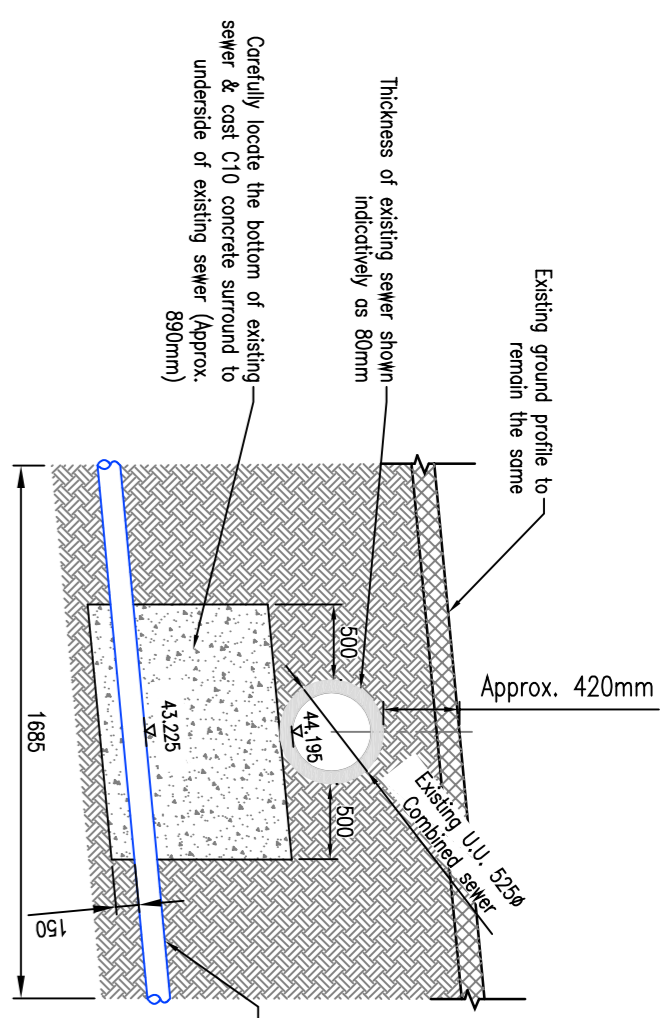 Existing ground profile to
remain the same
Approx. 420mm
Thickness of existing sewer shown
indicatively as 80mm
Existing U.U. 525ø
Combined sewer
500
44.195
500
Carefully locate the bottom of existing
sewer & cast C10 concrete surround to
underside of existing sewer (Approx.
890mm)
43.225
150
1685